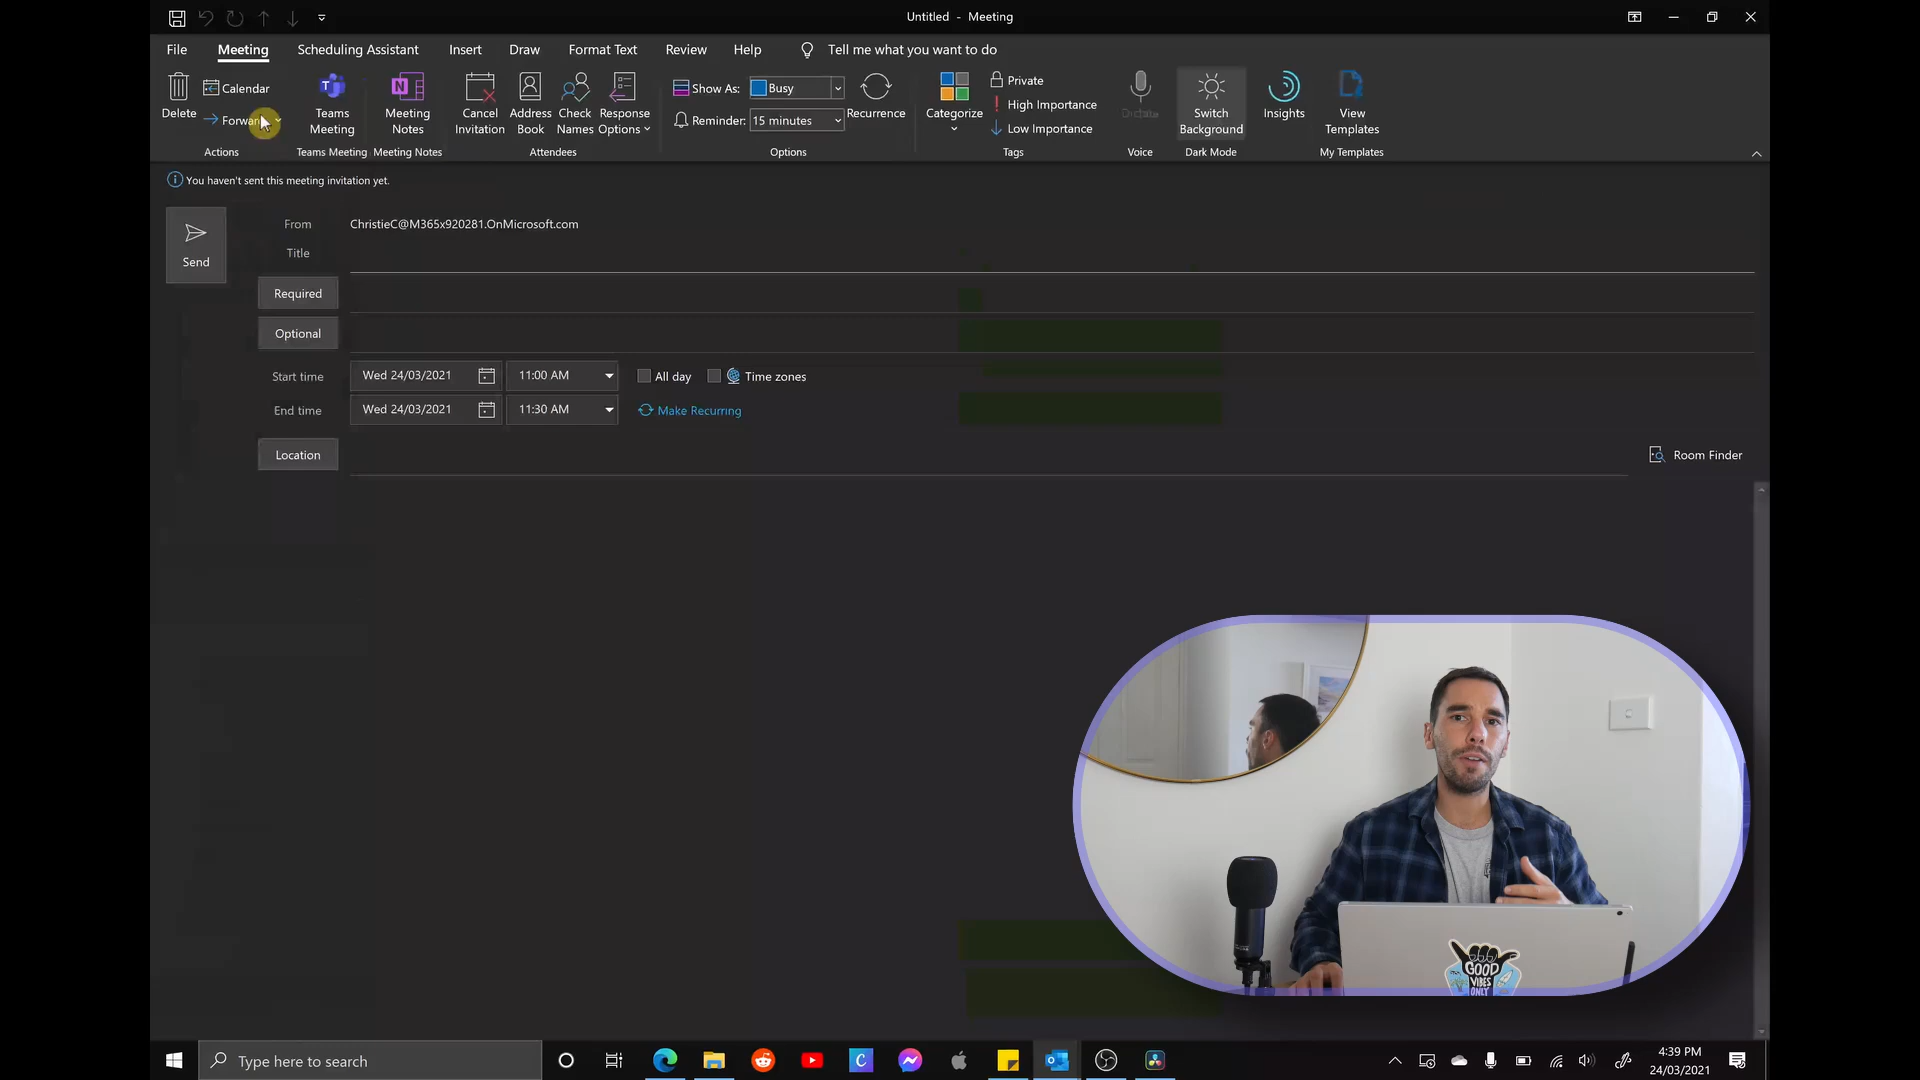 Untitled - Meeting
File Meeting Scheduling Assistant Insert Draw Format Text Review Help Tell me what you want to do
Delete
Calendar
Forward
Actions
Teams Meeting
Teams Meeting
Meeting Notes
Meeting Notes
Cancel Invitation
Address Book
Check Names
Response Options
Attendees
Show As: Busy
Reminder: 15 minutes
Recurrence
Options
Categorize
Private
High Importance
Low Importance
Tags
Dictate
Voice
Switch Background
Dark Mode
Insights
View Templates
My Templates
You haven't sent this meeting invitation yet.
Send
From ChristieC@M365x920281.OnMicrosoft.com
Title
Required
Optional
Start time Wed 24/03/2021 11:00 AM All day Time zones
End time Wed 24/03/2021 11:30 AM Make Recurring
Location Room Finder
GOOD
VIBES
ONLY
Type here to search
4:39 PM
24/03/2021